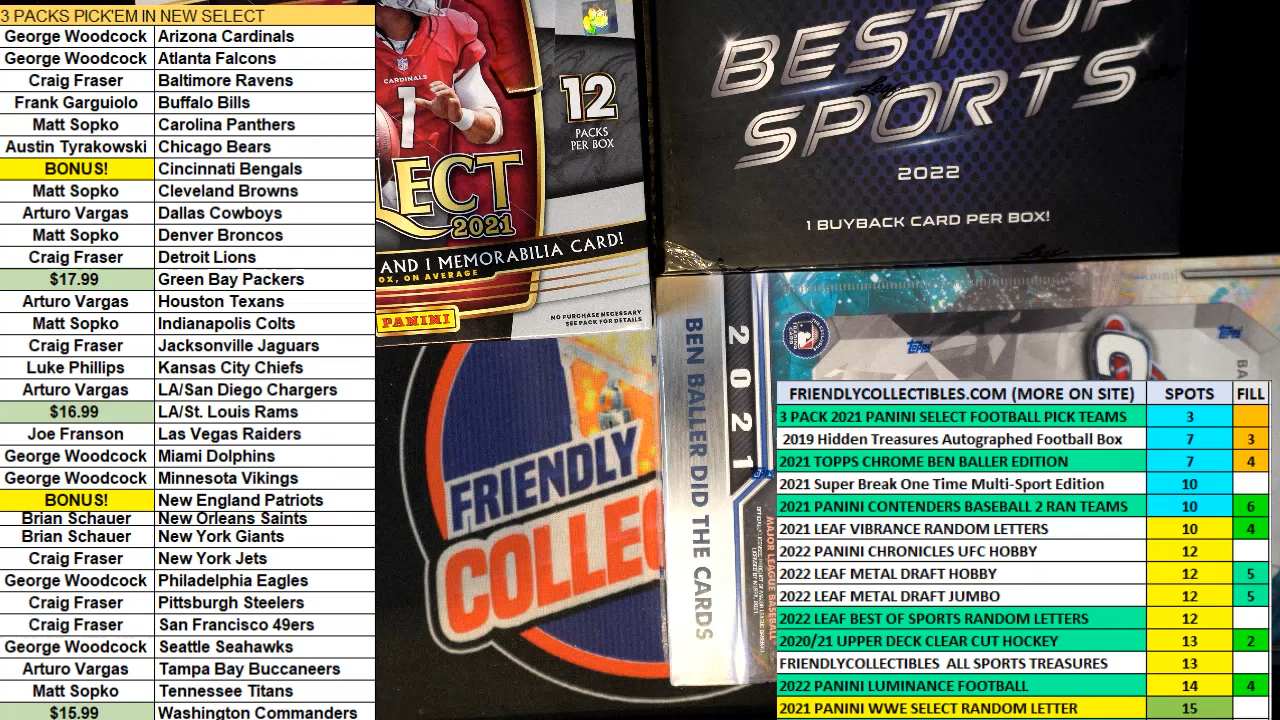 3 PACKS PICK'EM IN NEW SELECT
George Woodcock Arizona Cardinals
George Woodcock Atlanta Falcons
Craig Fraser Baltimore Ravens
Frank Garguiolo Buffalo Bills
Matt Sopko Carolina Panthers
Austin Tyrakowski Chicago Bears
BONUS! Cincinnati Bengals
Matt Sopko Cleveland Browns
Arturo Vargas Dallas Cowboys
Matt Sopko Denver Broncos
Craig Fraser Detroit Lions
$17.99 Green Bay Packers
Arturo Vargas Houston Texans
Matt Sopko Indianapolis Colts
Craig Fraser Jacksonville Jaguars
Luke Phillips Kansas City Chiefs
Arturo Vargas LA/San Diego Chargers
$16.99 LA/St. Louis Rams
Joe Franson Las Vegas Raiders
George Woodcock Miami Dolphins
George Woodcock Minnesota Vikings
BONUS! New England Patriots
Brian Schauer New Orleans Saints
Brian Schauer New York Giants
Craig Fraser New York Jets
George Woodcock Philadelphia Eagles
Craig Fraser Pittsburgh Steelers
Craig Fraser San Francisco 49ers
George Woodcock Seattle Seahawks
Arturo Vargas Tampa Bay Buccaneers
Matt Sopko Tennessee Titans
$15.99 Washington Commanders
CARDINALS
1
12
PACKS
PER BOX
LECT
2021
AND 1 MEMORABILIA CARD!
OX, ON AVERAGE
PANINI
NO PURCHASE NECESSARY
SEE PACK FOR DETAILS
BEST OF
SPORTS
Leaf
2022
1 BUYBACK CARD PER BOX!
FRIENDLY
COLLEC
2021
BEN BALLER DID THE CARDS
MAJOR LEAGUE BASEBALL
topps
topps
BA
FRIENDLYCOLLECTIBLES.COM (MORE ON SITE) SPOTS FILL
3 PACK 2021 PANINI SELECT FOOTBALL PICK TEAMS 3
2019 Hidden Treasures Autographed Football Box 7 3
2021 TOPPS CHROME BEN BALLER EDITION 7 4
2021 Super Break One Time Multi-Sport Edition 10
2021 PANINI CONTENDERS BASEBALL 2 RAN TEAMS 10 6
2021 LEAF VIBRANCE RANDOM LETTERS 10 4
2022 PANINI CHRONICLES UFC HOBBY 12
2022 LEAF METAL DRAFT HOBBY 12 5
2022 LEAF METAL DRAFT JUMBO 12 5
2022 LEAF BEST OF SPORTS RANDOM LETTERS 12
2020/21 UPPER DECK CLEAR CUT HOCKEY 13 2
FRIENDLYCOLLECTIBLES ALL SPORTS TREASURES 13
2022 PANINI LUMINANCE FOOTBALL 14 4
2021 PANINI WWE SELECT RANDOM LETTER 15